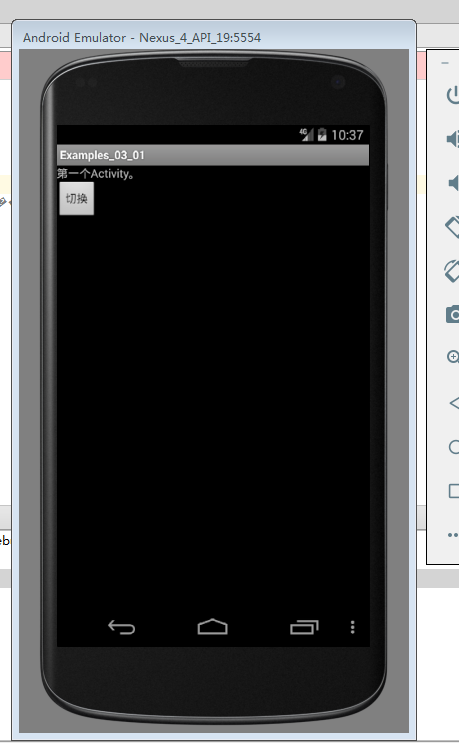 Android Emulator - Nexus_4_API_19:5554
4G 10:37
Examples_03_01
第一个Activity。
切换